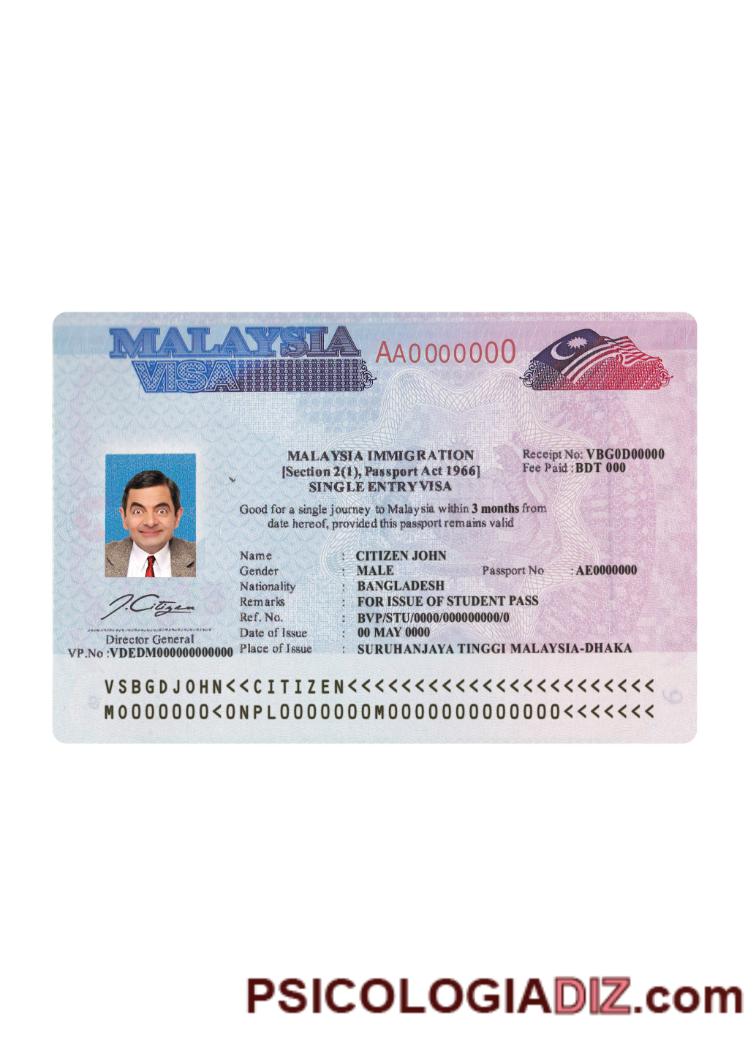 MALAYSIA AA0000000
VISA
MALAYSIA IMMIGRATION Receipt No: VBG0D00000
[Section 2(1), Passport Act 1966] Fee Paid :BDT 000
SINGLE ENTRYVISA
Good for a single journey to Malaysia within 3 months from
date hereof, provided this passport remains valid
Name : CITIZEN JOHN
Gender : MALE Passport No :AE0000000
Nationality : BANGLADESH
Remarks : FOR ISSUE OF STUDENT PASS
Ref. No. : BVP/STU/0000/000000000/0
Date of Issue : 00 MAY 0000
Place of Issue : SURUHANJAYA TINGGI MALAYSIA-DHAKA
J. Citizen
Director General
VP.No :VDEDM000000000000
VSBGDJOHN<<CITIZEN<<<<<<<<<<<<<<<<<<<<<<<
M0000000<0NPL0000000M0000000000000<<<<<<<
PSICOLOGIADIZ.com